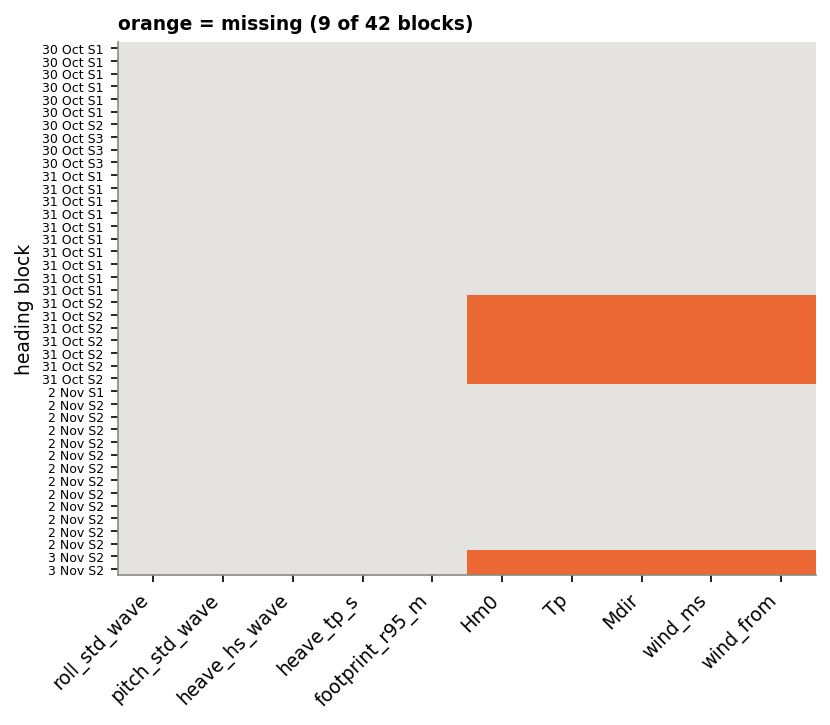 orange = missing (9 of 42 blocks)
heading block
30 Oct S1
30 Oct S1
30 Oct S1
30 Oct S1
30 Oct S1
30 Oct S1
30 Oct S2
30 Oct S3
30 Oct S3
30 Oct S3
31 Oct S1
31 Oct S1
31 Oct S1
31 Oct S1
31 Oct S1
31 Oct S1
31 Oct S1
31 Oct S1
31 Oct S1
31 Oct S1
31 Oct S2
31 Oct S2
31 Oct S2
31 Oct S2
31 Oct S2
31 Oct S2
31 Oct S2
2 Nov S1
2 Nov S2
2 Nov S2
2 Nov S2
2 Nov S2
2 Nov S2
2 Nov S2
2 Nov S2
2 Nov S2
2 Nov S2
2 Nov S2
2 Nov S2
2 Nov S2
3 Nov S2
3 Nov S2
roll_std_wave
pitch_std_wave
heave_hs_wave
heave_tp_s
footprint_r95_m
Hm0
Tp
Mdir
wind_ms
wind_from